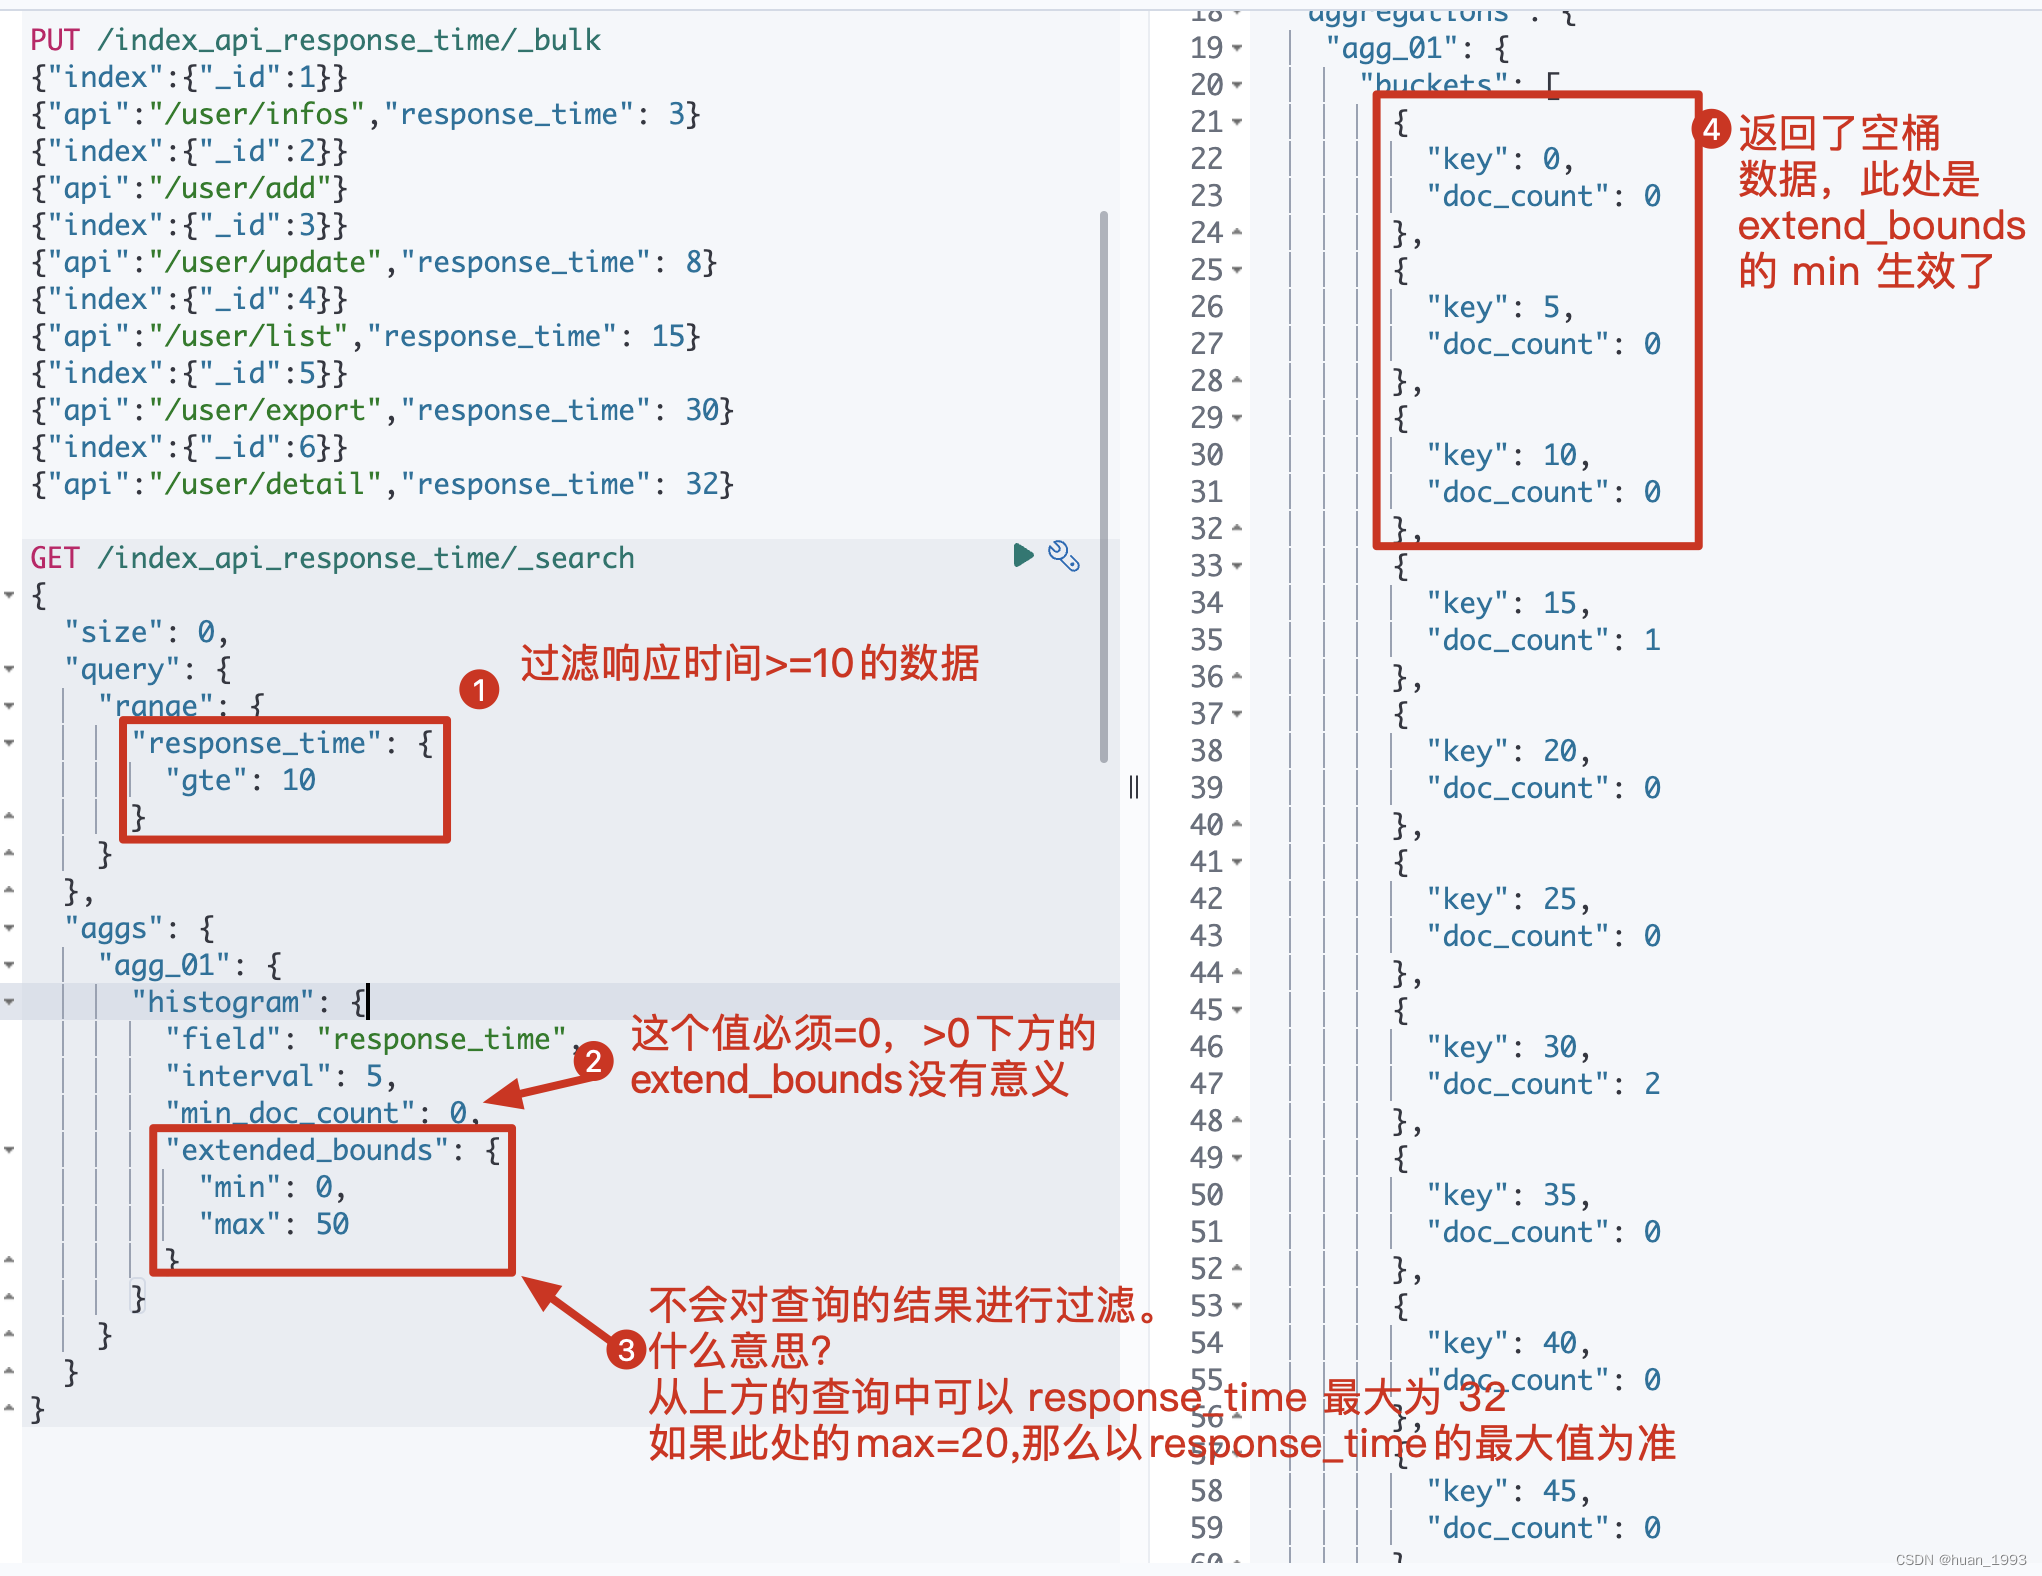 PUT /index_api_response_time/_bulk
{"index":{"_id":1}}
{"api":"/user/infos","response_time": 3}
{"index":{"_id":2}}
{"api":"/user/add"}
{"index":{"_id":3}}
{"api":"/user/update","response_time": 8}
{"index":{"_id":4}}
{"api":"/user/list","response_time": 15}
{"index":{"_id":5}}
{"api":"/user/export","response_time": 30}
{"index":{"_id":6}}
{"api":"/user/detail","response_time": 32}
GET /index_api_response_time/_search
{
"size": 0,
"query": {
"range": {
"response_time": {
"gte": 10
}
}
},
"aggs": {
"agg_01": {
"histogram": {
"field": "response_time",
"interval": 5,
"min_doc_count": 0,
"extended_bounds": {
"min": 0,
"max": 50
}
}
}
}
}
1 过滤响应时间>=10的数据
2 这个值必须=0，>0下方的
extend_bounds没有意义
3 不会对查询的结果进行过滤。
什么意思?
从上方的查询中可以 response_time 最大为 32
如果此处的max=20,那么以response_time的最大值为准
18 aggregations": {
19 "agg_01": {
20 "buckets": [
21 {
22 "key": 0,
23 "doc_count": 0
24 },
25 {
26 "key": 5,
27 "doc_count": 0
28 },
29 {
30 "key": 10,
31 "doc_count": 0
32 },
33 {
34 "key": 15,
35 "doc_count": 1
36 },
37 {
38 "key": 20,
39 "doc_count": 0
40 },
41 {
42 "key": 25,
43 "doc_count": 0
44 },
45 {
46 "key": 30,
47 "doc_count": 2
48 },
49 {
50 "key": 35,
51 "doc_count": 0
52 },
53 {
54 "key": 40,
55 "doc_count": 0
56 },
57 {
58 "key": 45,
59 "doc_count": 0
60 }
4 返回了空桶
数据，此处是
extend_bounds
的 min 生效了
CSDN @huan_1993